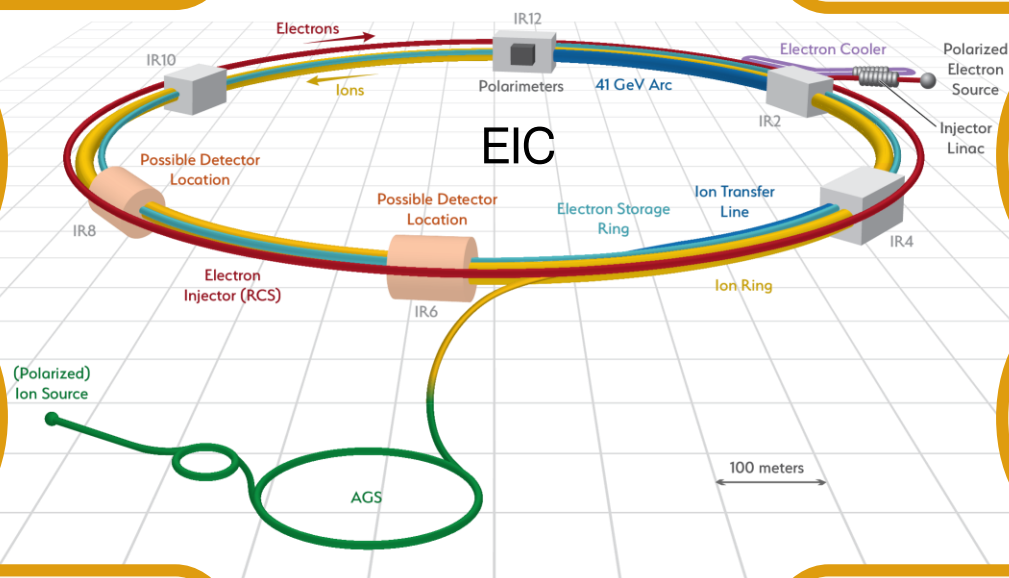 IR12
Electrons
IR10
Ions
Polarimeters
41 GeV Arc
Electron Cooler
Polarized
Electron
Source
IR2
Injector
Linac
EIC
Possible Detector
Location
Possible Detector
Location
Electron Storage
Ring
Ion Transfer
Line
IR8
IR4
Electron
Injector (RCS)
IR6
Ion Ring
(Polarized)
Ion Source
AGS
100 meters